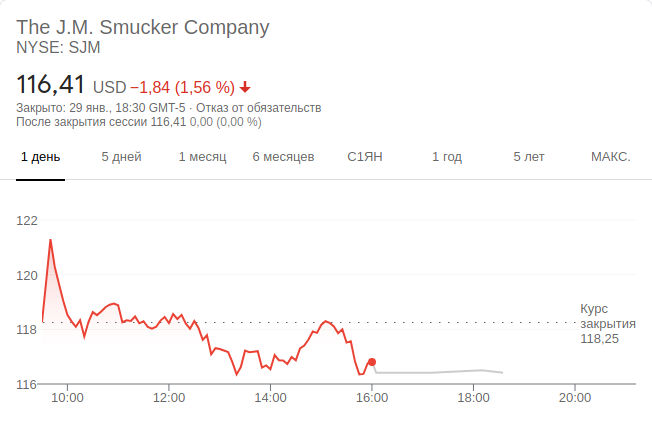 The J.M. Smucker Company
NYSE: SJM
116,41 USD −1,84 (1,56 %)
Закрыто: 29 янв., 18:30 GMT-5 · Отказ от обязательств
После закрытия сессии 116,41 0,00 (0,00 %)
1 день 5 дней 1 месяц 6 месяцев С1ЯН 1 год 5 лет МАКС.
122
120
118
116
Курс
закрытия
118,25
10:00 12:00 14:00 16:00 18:00 20:00